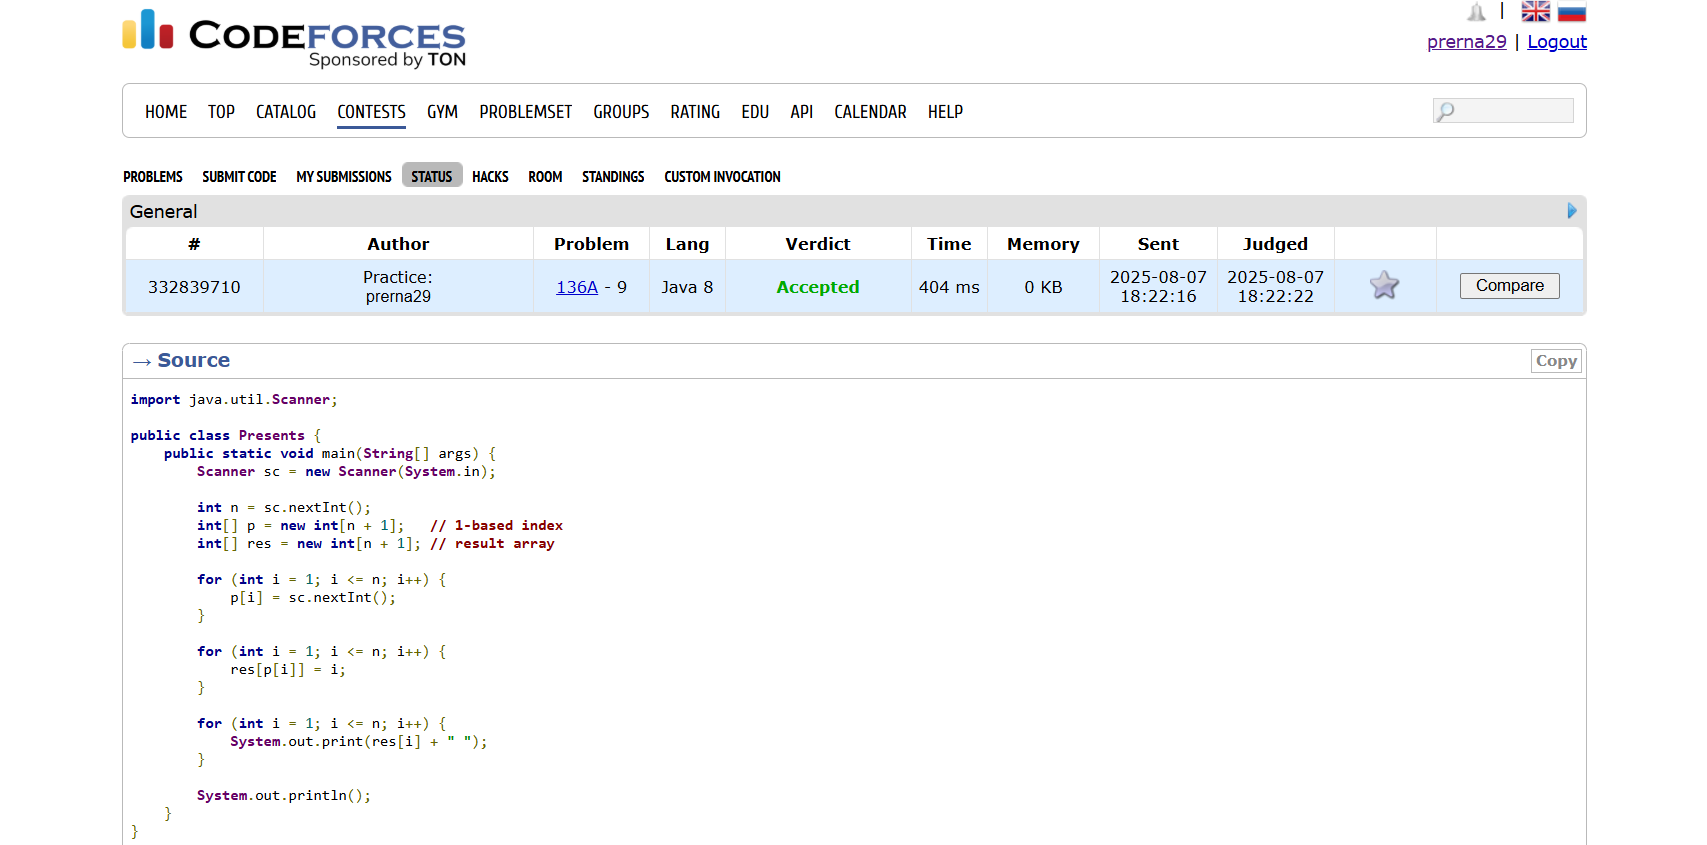 CODEFORCES
Sponsored by TON
|
prerna29 | Logout
HOME TOP CATALOG CONTESTS GYM PROBLEMSET GROUPS RATING EDU API CALENDAR HELP
PROBLEMS SUBMIT CODE MY SUBMISSIONS STATUS HACKS ROOM STANDINGS CUSTOM INVOCATION
General
# Author Problem Lang Verdict Time Memory Sent Judged
332839710 Practice: prerna29 136A - 9 Java 8 Accepted 404 ms 0 KB 2025-08-07 18:22:16 2025-08-07 18:22:22 Compare
→ Source Copy
import java.util.Scanner;
public class Presents {
    public static void main(String[] args) {
        Scanner sc = new Scanner(System.in);
        int n = sc.nextInt();
        int[] p = new int[n + 1];   // 1-based index
        int[] res = new int[n + 1]; // result array
        for (int i = 1; i <= n; i++) {
            p[i] = sc.nextInt();
        }
        for (int i = 1; i <= n; i++) {
            res[p[i]] = i;
        }
        for (int i = 1; i <= n; i++) {
            System.out.print(res[i] + " ");
        }
        System.out.println();
    }
}